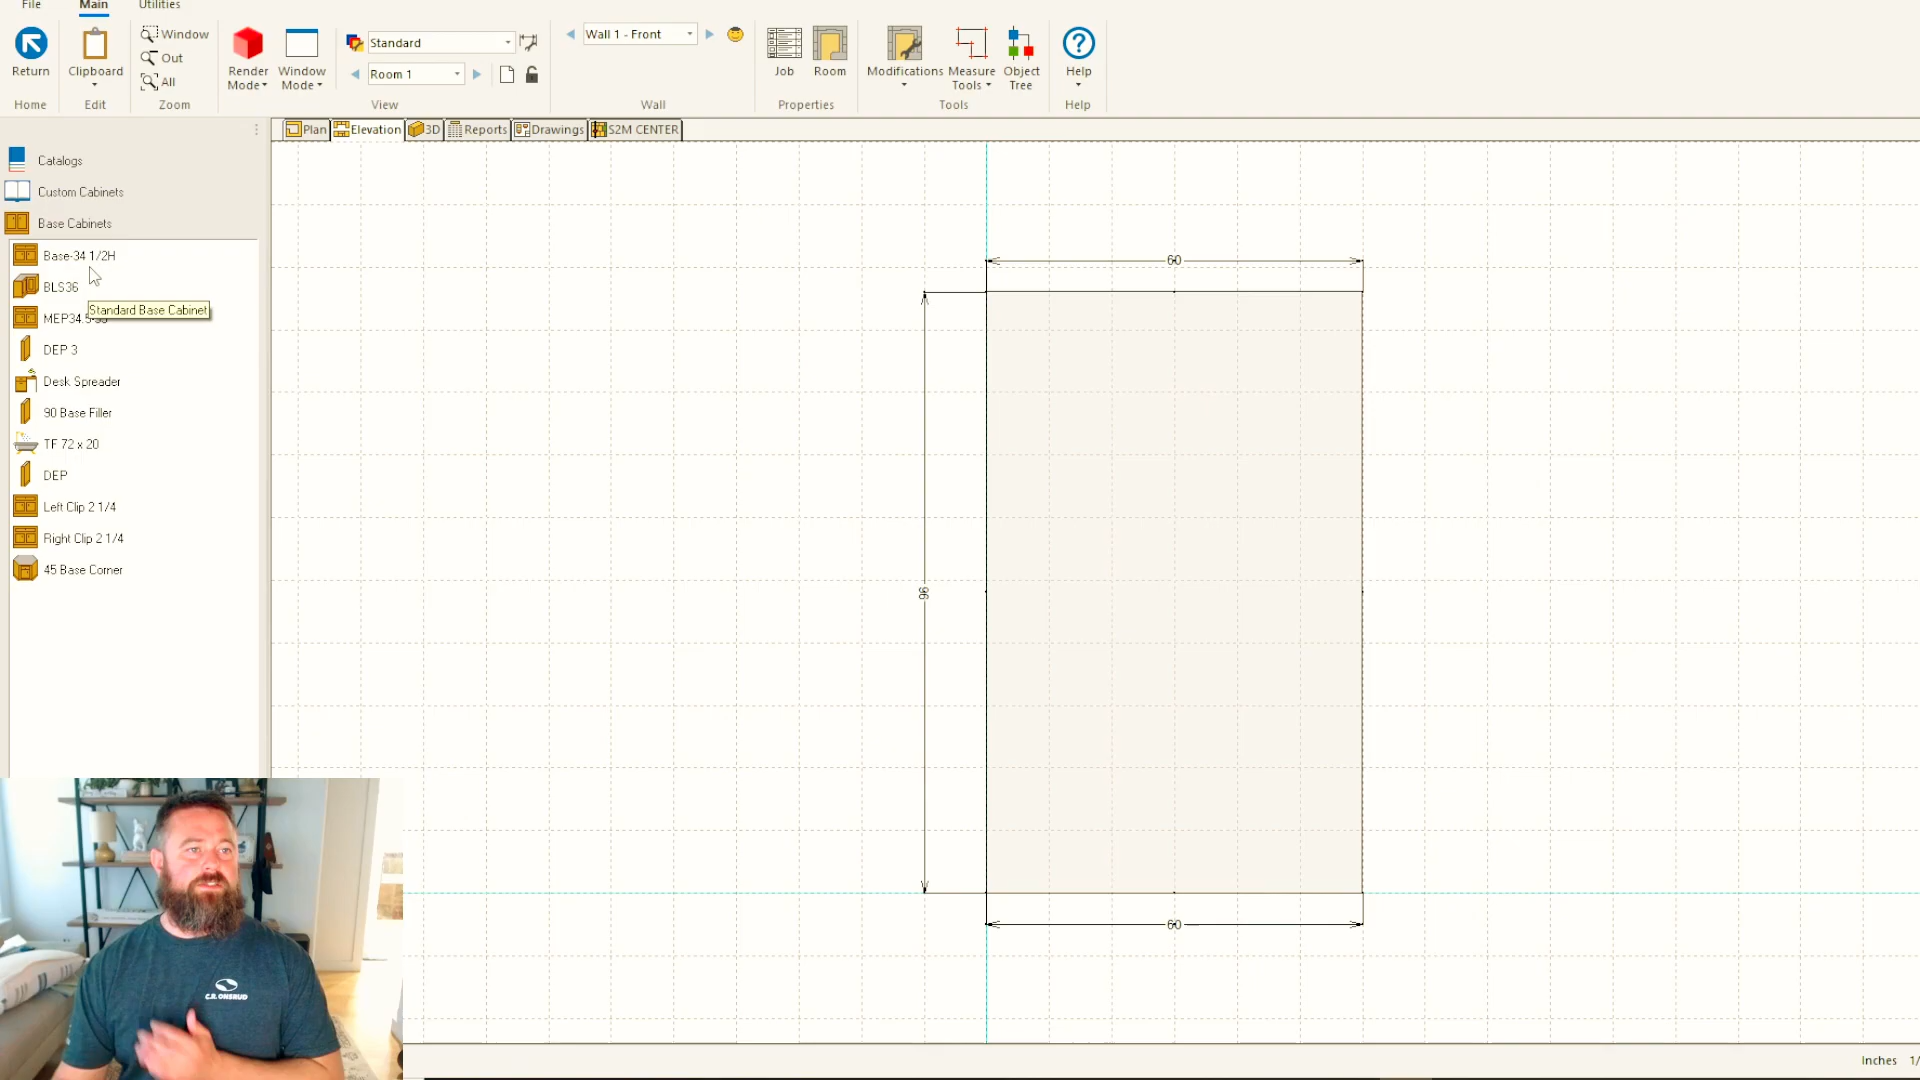 File Main Utilities
Return
Clipboard
Window
Out
All
Render Mode
Window Mode
Standard
Room 1
Wall 1 - Front
Job
Room
Modifications
Measure Tools
Object Tree
Help
Home Edit Zoom View Wall Properties Tools Help
Plan Elevation 3D Reports Drawings S2M CENTER
Catalogs
Custom Cabinets
Base Cabinets
Base-34 1/2H
BLS36
Standard Base Cabinet
DEP 3
Desk Spreader
90 Base Filler
TF 72 x 20
DEP
Left Clip 2 1/4
Right Clip 2 1/4
45 Base Corner
60
96
60
C.R. ONSRUD
Inches